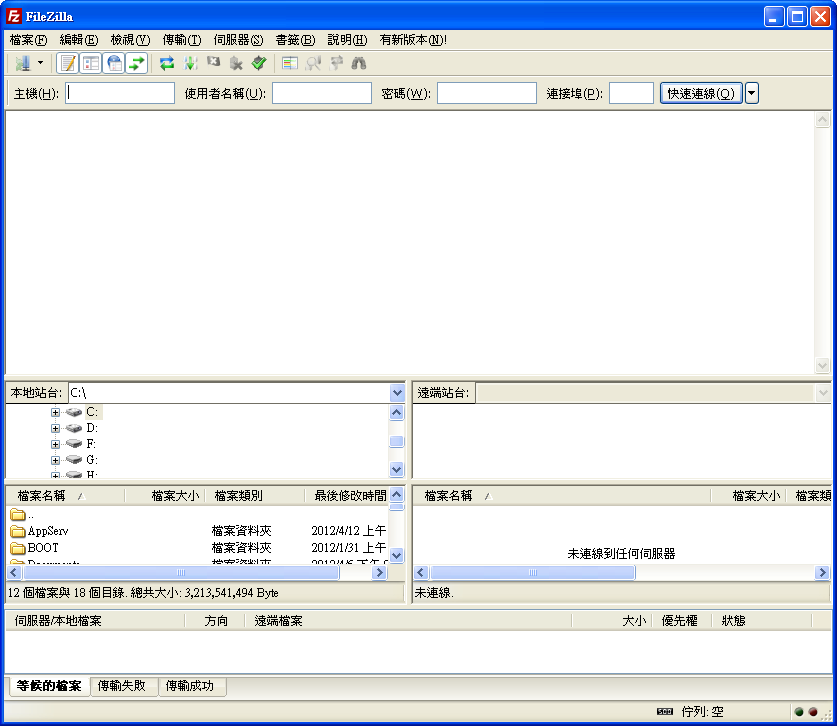 FileZilla
檔案(F) 編輯(E) 檢視(V) 傳輸(T) 伺服器(S) 書籤(B) 說明(H) 有新版本(N)!
主機(H): 使用者名稱(U): 密碼(W): 連接埠(P): 快速連線(Q)
本地站台: C:\ 遠端站台:
C:
D:
F:
G:
H:
檔案名稱 檔案大小 檔案類別 最後修改時間 檔案名稱 檔案大小 檔案類
..
AppServ 檔案資料夾 2012/4/12 上午
BOOT 檔案資料夾 2012/1/31 上午
Documents 檔案資料夾 2012/4/6 下午
未連線到任何伺服器
12 個檔案與 18 個目錄. 總共大小: 3,213,541,494 Byte 未連線.
伺服器/本地檔案 方向 遠端檔案 大小 優先權 狀態
等候的檔案 傳輸失敗 傳輸成功
佇列: 空